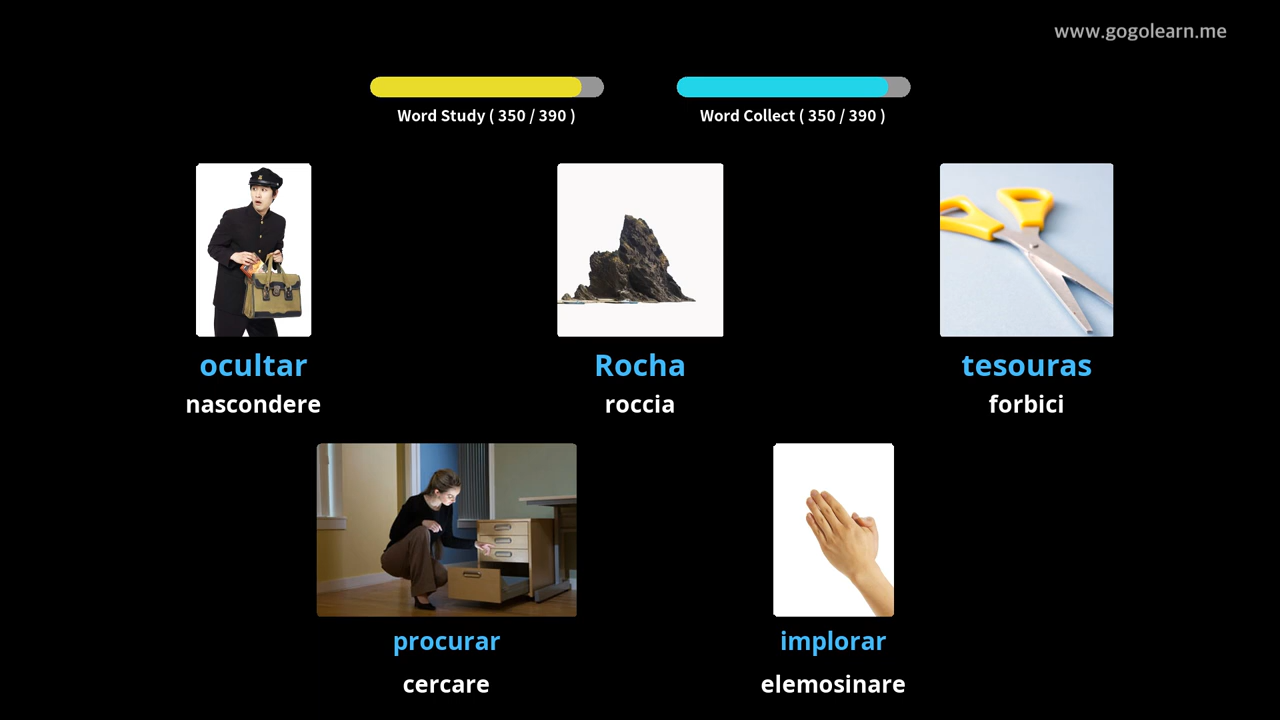 www.gogolearn.me
Word Study ( 350 / 390 )
Word Collect ( 350 / 390 )
ocultar
nascondere
Rocha
roccia
tesouras
forbici
procurar
cercare
implorar
elemosinare